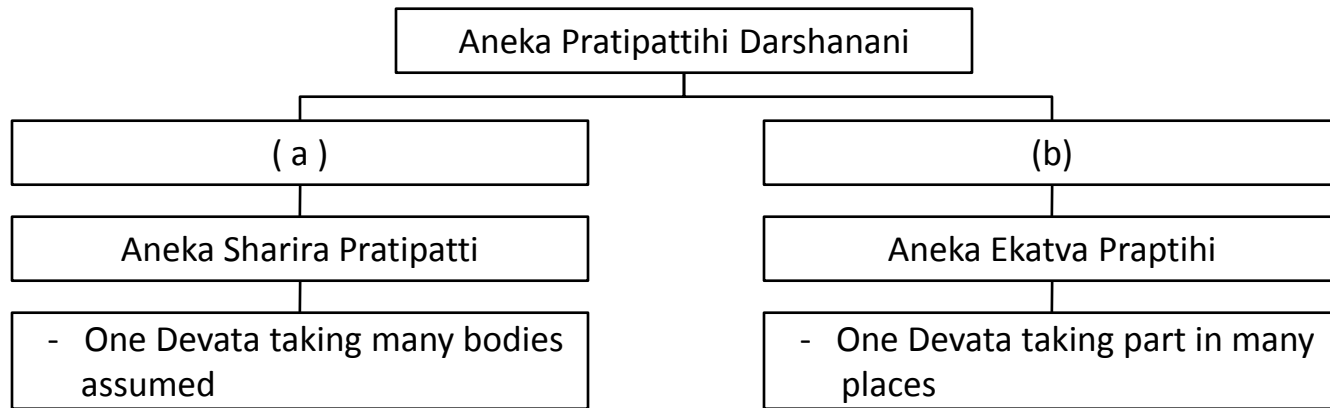 Aneka Pratipattihi Darshanani
( a )
(b)
Aneka Sharira Pratipatti
Aneka Ekatva Praptihi
- One Devata taking many bodies
assumed
- One Devata taking part in many
places